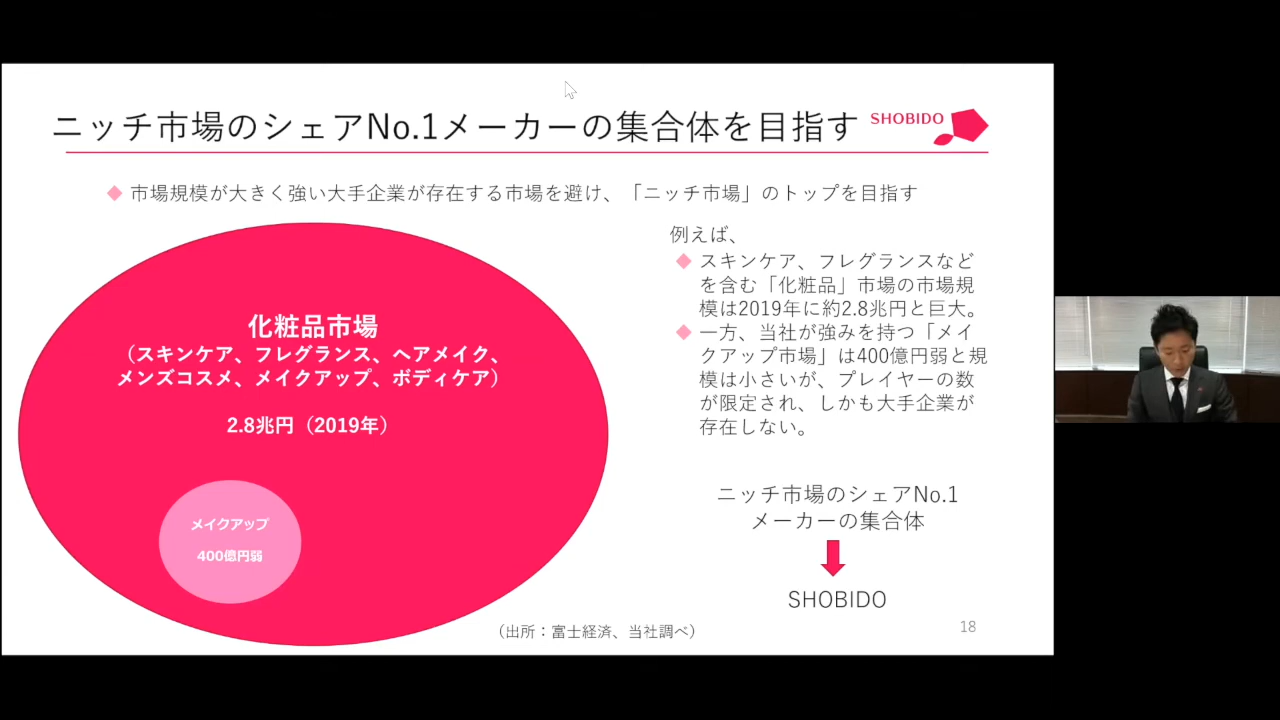 ニッチ市場のシェアNo.1メーカーの集合体を目指す
SHOBIDO
市場規模が大きく強い大手企業が存在する市場を避け、「ニッチ市場」のトップを目指す
化粧品市場
（スキンケア、フレグランス、ヘアメイク、
メンズコスメ、メイクアップ、ボディケア）
2.8兆円（2019年）
メイクアップ
400億円弱
例えば、
スキンケア、フレグランスなど
を含む「化粧品」市場の市場規
模は2019年に約2.8兆円と巨大。
一方、当社が強みを持つ「メイ
クアップ市場」は400億円弱と規
模は小さいが、プレイヤーの数
が限定され、しかも大手企業が
存在しない。
ニッチ市場のシェアNo.1
メーカーの集合体
SHOBIDO
（出所：富士経済、当社調べ）
18